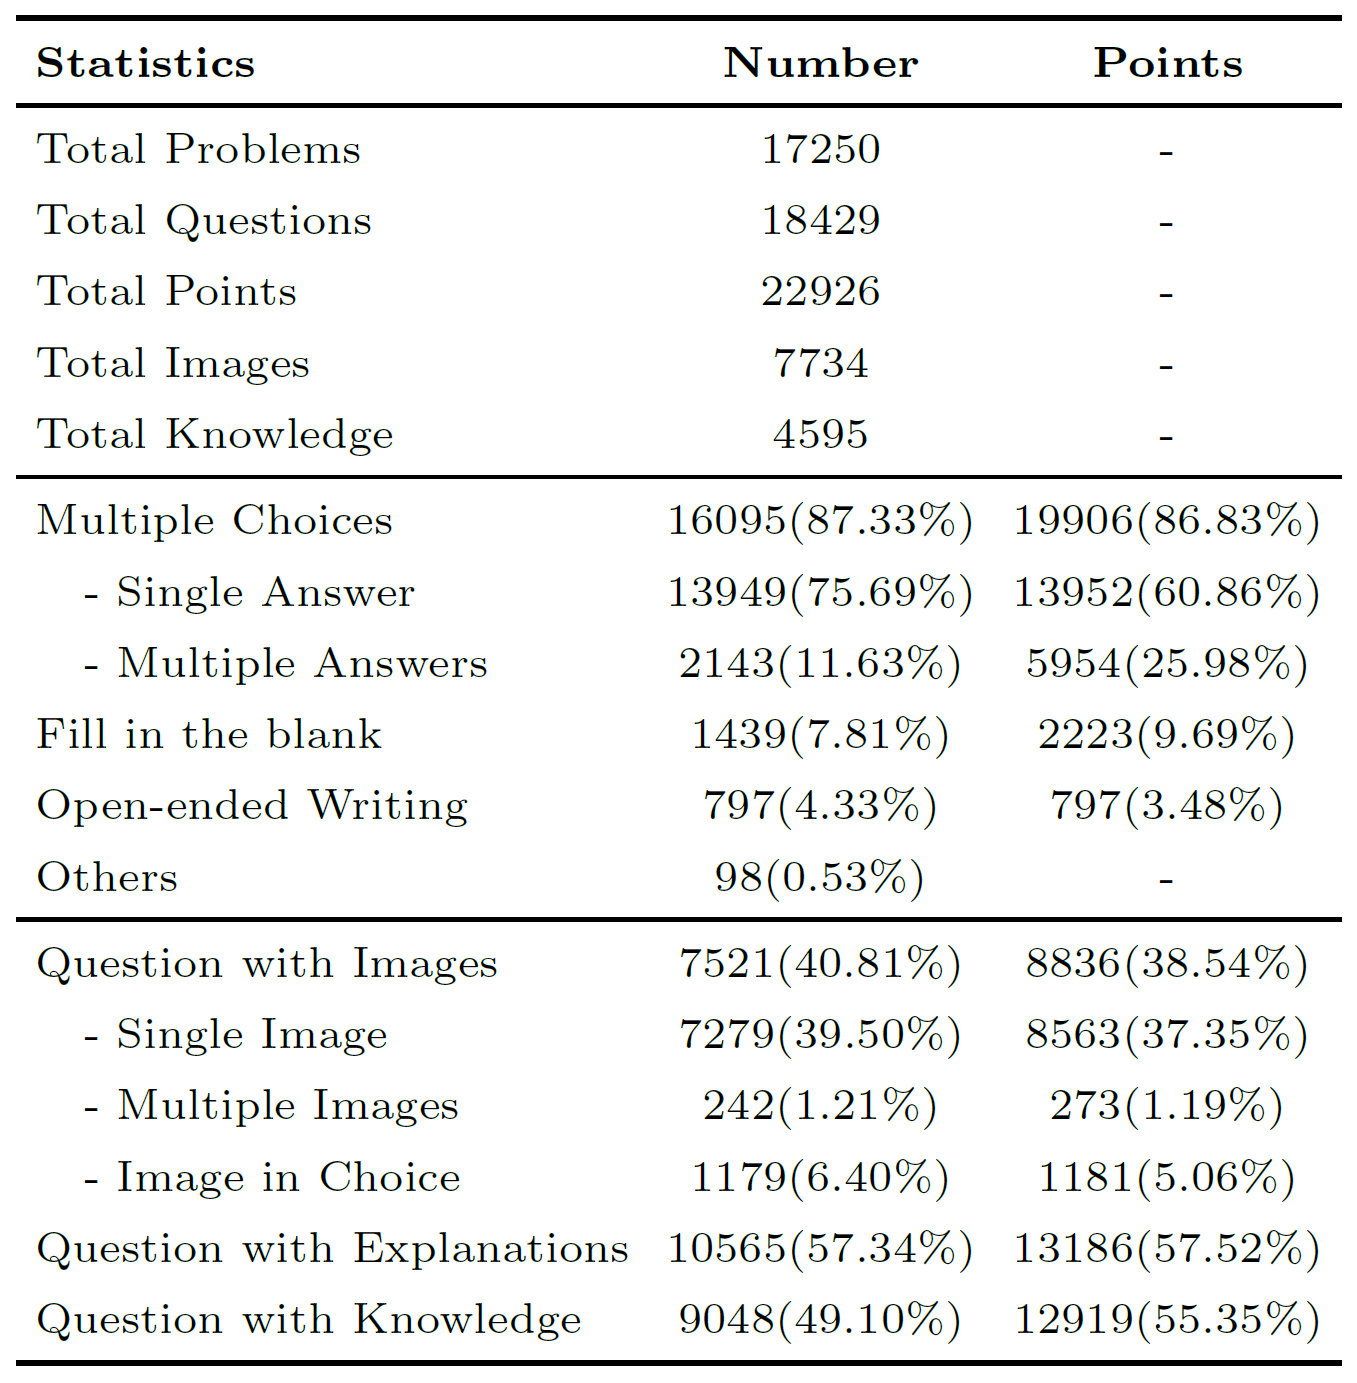 Statistics Number Points
Total Problems 17250 -
Total Questions 18429 -
Total Points 22926 -
Total Images 7734 -
Total Knowledge 4595 -
Multiple Choices 16095(87.33%) 19906(86.83%)
- Single Answer 13949(75.69%) 13952(60.86%)
- Multiple Answers 2143(11.63%) 5954(25.98%)
Fill in the blank 1439(7.81%) 2223(9.69%)
Open-ended Writing 797(4.33%) 797(3.48%)
Others 98(0.53%) -
Question with Images 7521(40.81%) 8836(38.54%)
- Single Image 7279(39.50%) 8563(37.35%)
- Multiple Images 242(1.21%) 273(1.19%)
- Image in Choice 1179(6.40%) 1181(5.06%)
Question with Explanations 10565(57.34%) 13186(57.52%)
Question with Knowledge 9048(49.10%) 12919(55.35%)